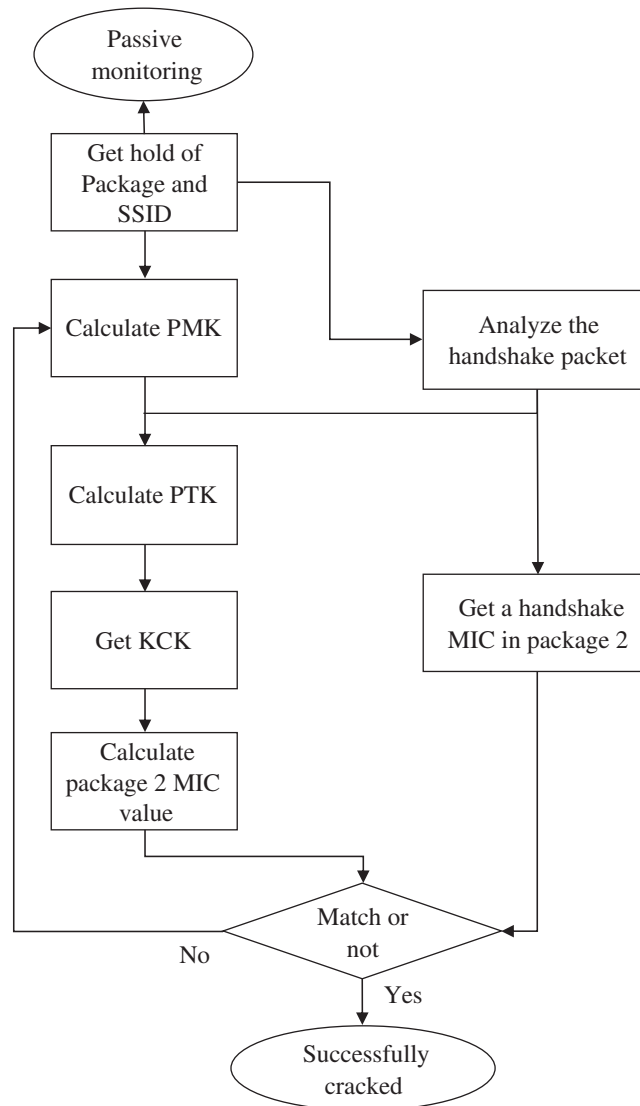 Passive
monitoring
Get hold of
Package and
SSID
Calculate PMK
Analyze the
handshake packet
Calculate PTK
Get KCK
Get a handshake
MIC in package 2
Calculate
package 2 MIC
value
Match or
not
No
Yes
Successfully
cracked